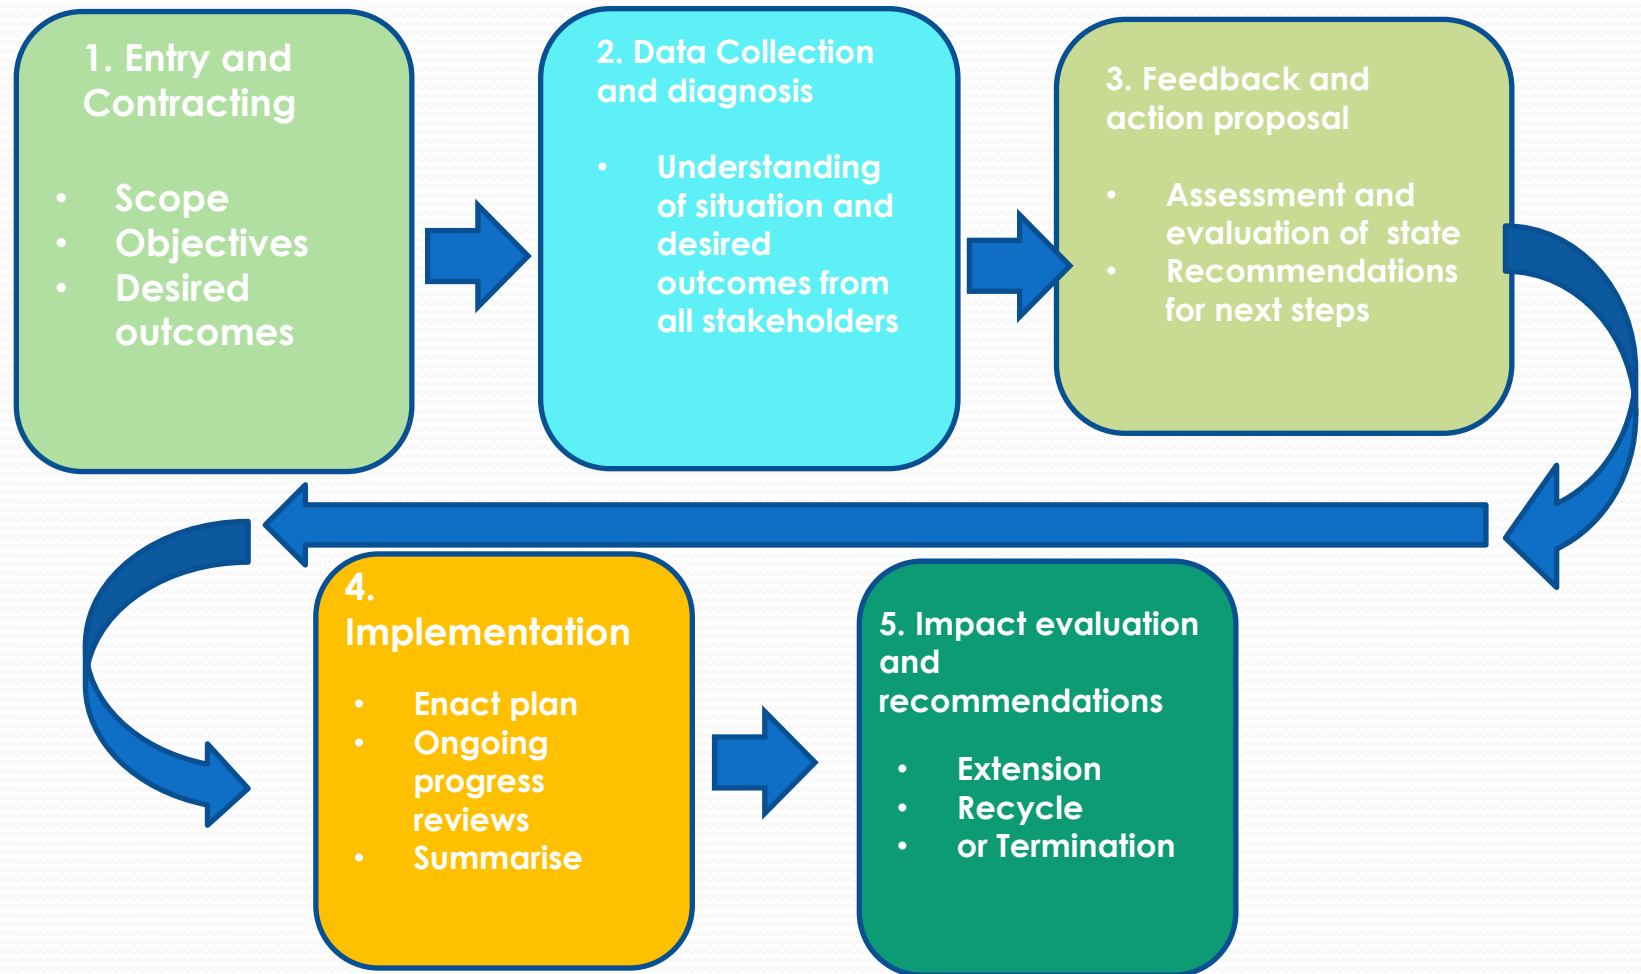 1. Entry and
Contracting
• Scope
• Objectives
• Desired
outcomes
2. Data Collection
and diagnosis
• Understanding
of situation and
desired
outcomes from
all stakeholders
3. Feedback and
action proposal
• Assessment and
evaluation of  state
• Recommendations
for next steps
4.
Implementation
• Enact plan
• Ongoing
progress
reviews
• Summarise
5. Impact evaluation
and
recommendations
• Extension
• Recycle
• or Termination